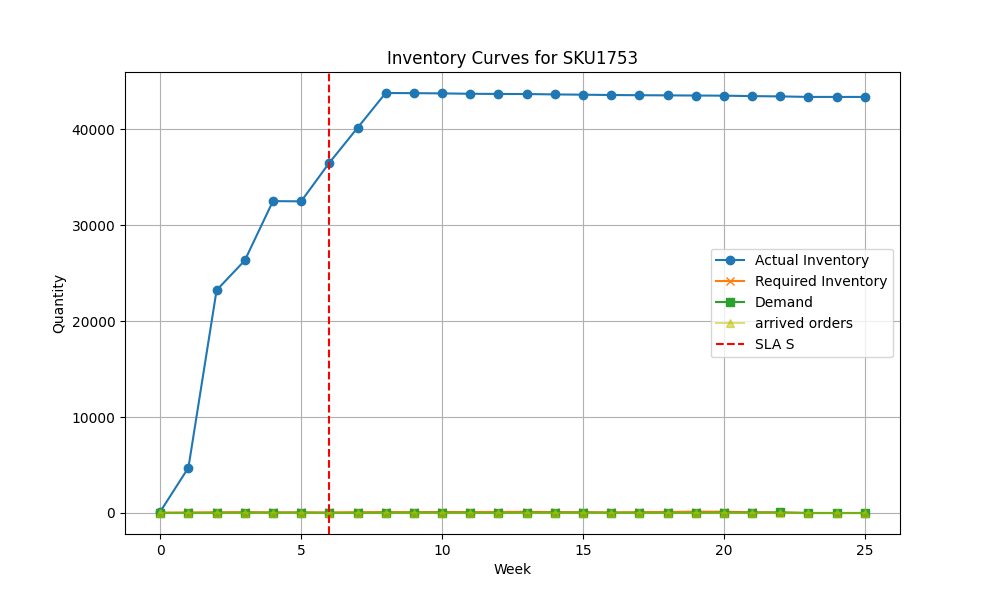 Inventory Curves for SKU1753
Quantity
40000
30000
20000
10000
0
Actual Inventory
Required Inventory
Demand
arrived orders
SLA S
0 5 10 15 20 25
Week